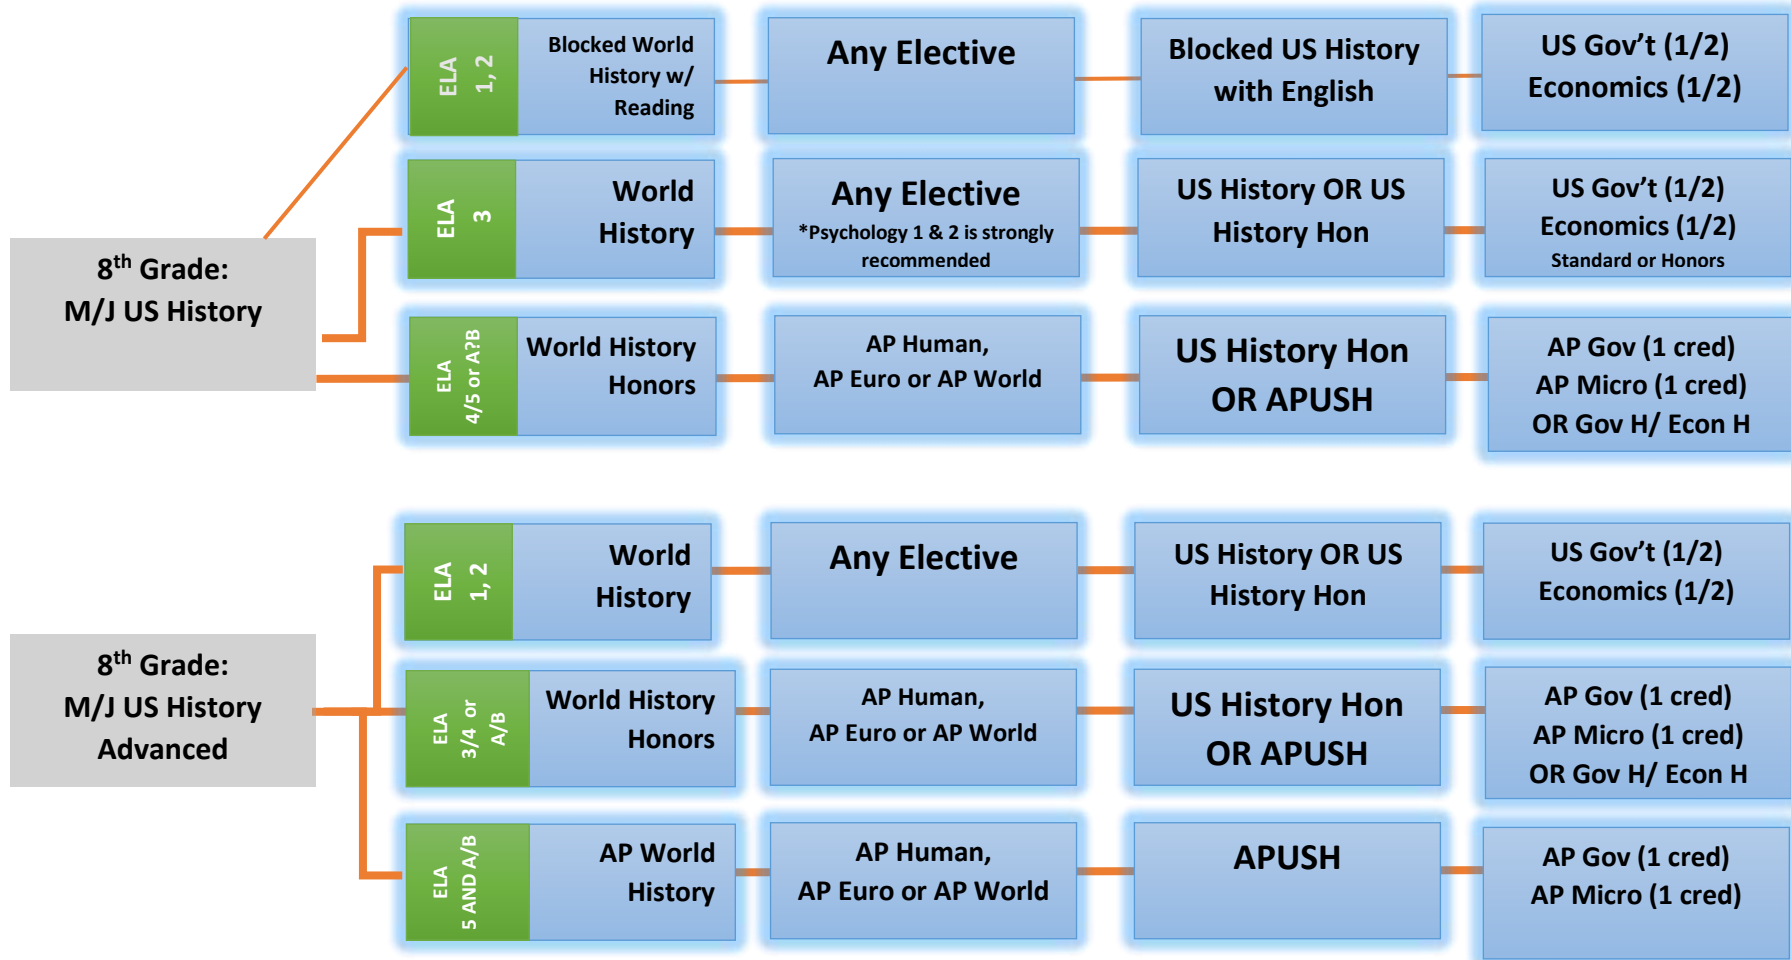 ELA
1, 2
Blocked World
History w/
Reading
Any Elective
Blocked US History
with English
US Gov’t (1/2)
Economics (1/2)
8th Grade:
M/J US History
ELA
3
World
History
Any Elective
*Psychology 1 & 2 is strongly
recommended
US History OR US
History Hon
US Gov’t (1/2)
Economics (1/2)
Standard or Honors
ELA
4/5 or A?B
World History
Honors
AP Human,
AP Euro or AP World
US History Hon
OR APUSH
AP Gov (1 cred)
AP Micro (1 cred)
OR Gov H/ Econ H
8th Grade:
M/J US History
Advanced
ELA
1, 2
World
History
Any Elective
US History OR US
History Hon
US Gov’t (1/2)
Economics (1/2)
ELA
3/4 or
A/B
World History
Honors
AP Human,
AP Euro or AP World
US History Hon
OR APUSH
AP Gov (1 cred)
AP Micro (1 cred)
OR Gov H/ Econ H
ELA
5 AND A/B
AP World
History
AP Human,
AP Euro or AP World
APUSH
AP Gov (1 cred)
AP Micro (1 cred)